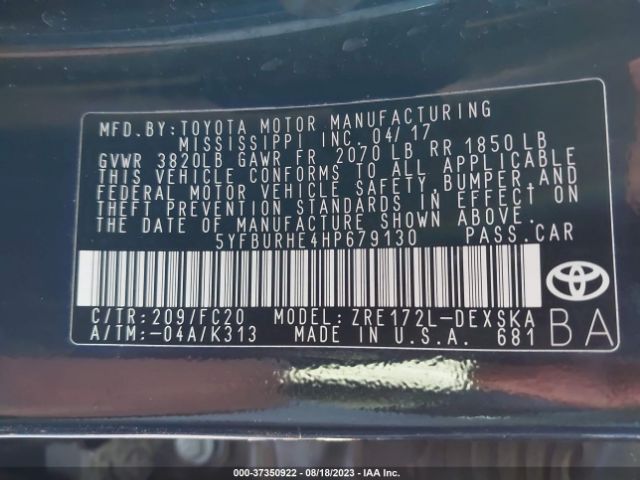 MFD.BY:TOYOTA MOTOR MANUFACTURING
MISSISSIPPI INC. 04/17
GVWR 3820LB GAWR FR 2070 LB RR 1850 LB
THIS VEHICLE CONFORMS TO ALL APPLICABLE
FEDERAL MOTOR VEHICLE SAFETY, BUMPER, AND
THEFT PREVENTION STANDARDS IN EFFECT ON
THE DATE OF MANUFACTURE SHOWN ABOVE.
5YFBURHE4HP679130 PASS.CAR
C/TR:209/FC20 MODEL:ZRE172L-DEXSKA
A/TM:-04A/K313 MADE IN U.S.A. 681
BA
000-37350922 - 08/18/2023 - IAA Inc.